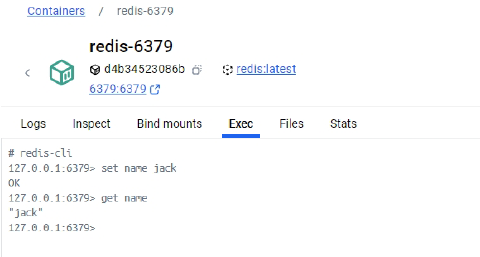 Containers / redis-6379
redis-6379
d4b34523086b redis:latest
6379:6379
Logs Inspect Bind mounts Exec Files Stats
# redis-cli
127.0.0.1:6379> set name jack
OK
127.0.0.1:6379> get name
"jack"
127.0.0.1:6379>